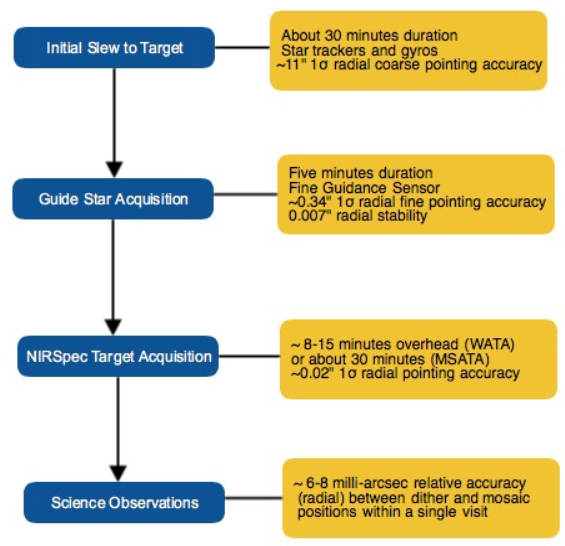 Initial Slew to Target
About 30 minutes duration
Star trackers and gyros
~11" 1σ radial coarse pointing accuracy
Guide Star Acquisition
Five minutes duration
Fine Guidance Sensor
~0.34" 1σ radial fine pointing accuracy
0.007" radial stability
NIRSpec Target Acquisition
~ 8-15 minutes overhead (WATA)
or about 30 minutes (MSATA)
~0.02" 1σ radial pointing accuracy
Science Observations
~ 6-8 milli-arcsec relative accuracy
(radial) between dither and mosaic
positions within a single visit